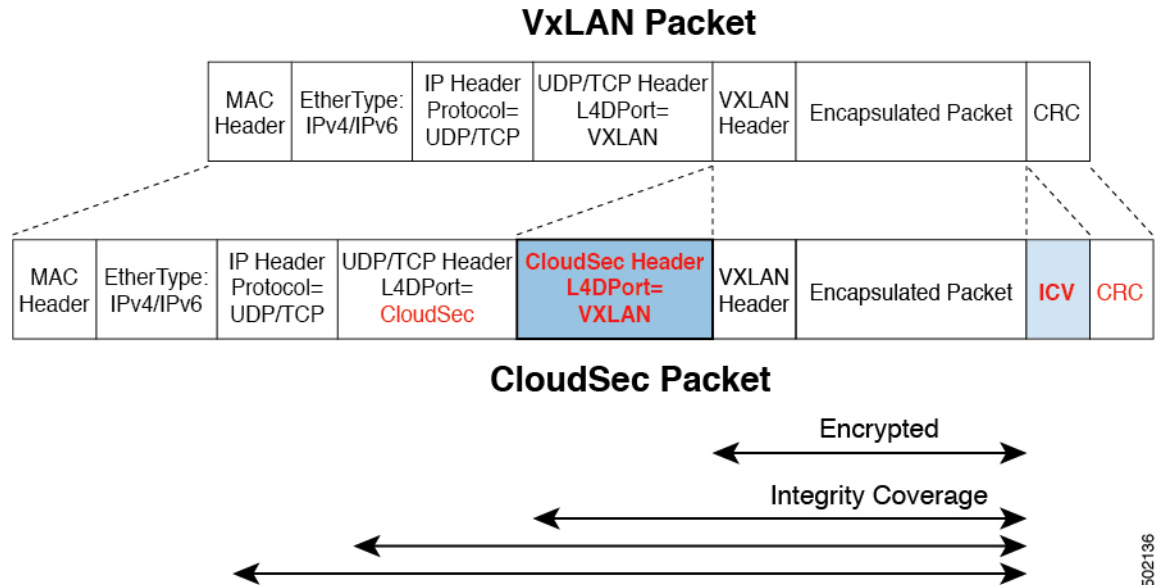 VxLAN Packet
MAC
Header
EtherType:
IPv4/IPv6
IP Header
Protocol=
UDP/TCP
UDP/TCP Header
L4DPort=
VXLAN
VXLAN
Header
Encapsulated Packet
CRC
MAC
Header
EtherType:
IPv4/IPv6
IP Header
Protocol=
UDP/TCP
UDP/TCP Header
L4DPort=
CloudSec
CloudSec Header
L4DPort=
VXLAN
VXLAN
Header
Encapsulated Packet
ICV
CRC
CloudSec Packet
Encrypted
Integrity Coverage
502136